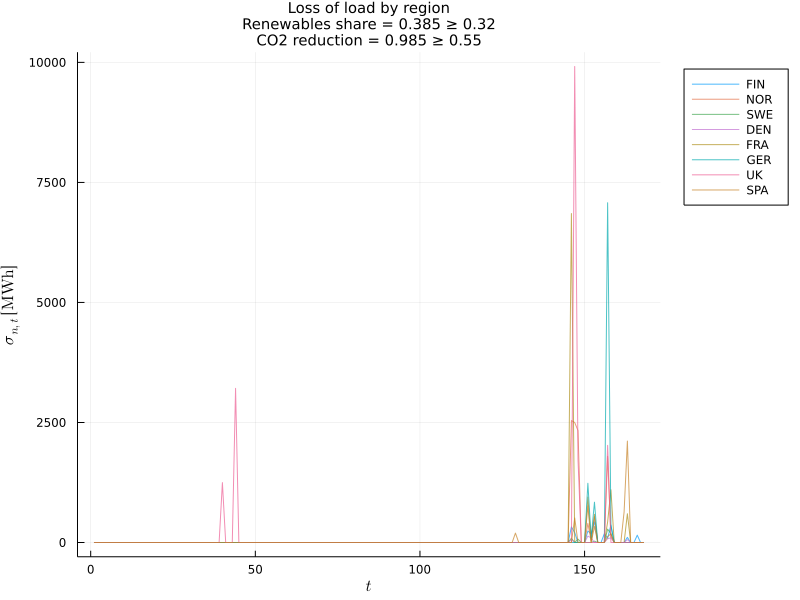 Loss of load by region
Renewables share = 0.385 ≥ 0.32
CO2 reduction = 0.985 ≥ 0.55
10000
7500
5000
2500
0
σn,t [MWh]
0 50 100 150
t
FIN
NOR
SWE
DEN
FRA
GER
UK
SPA